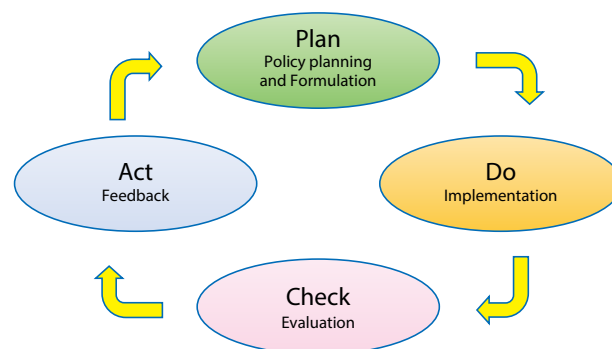 Plan
Policy planning
and Formulation
Do
Implementation
Check
Evaluation
Act
Feedback